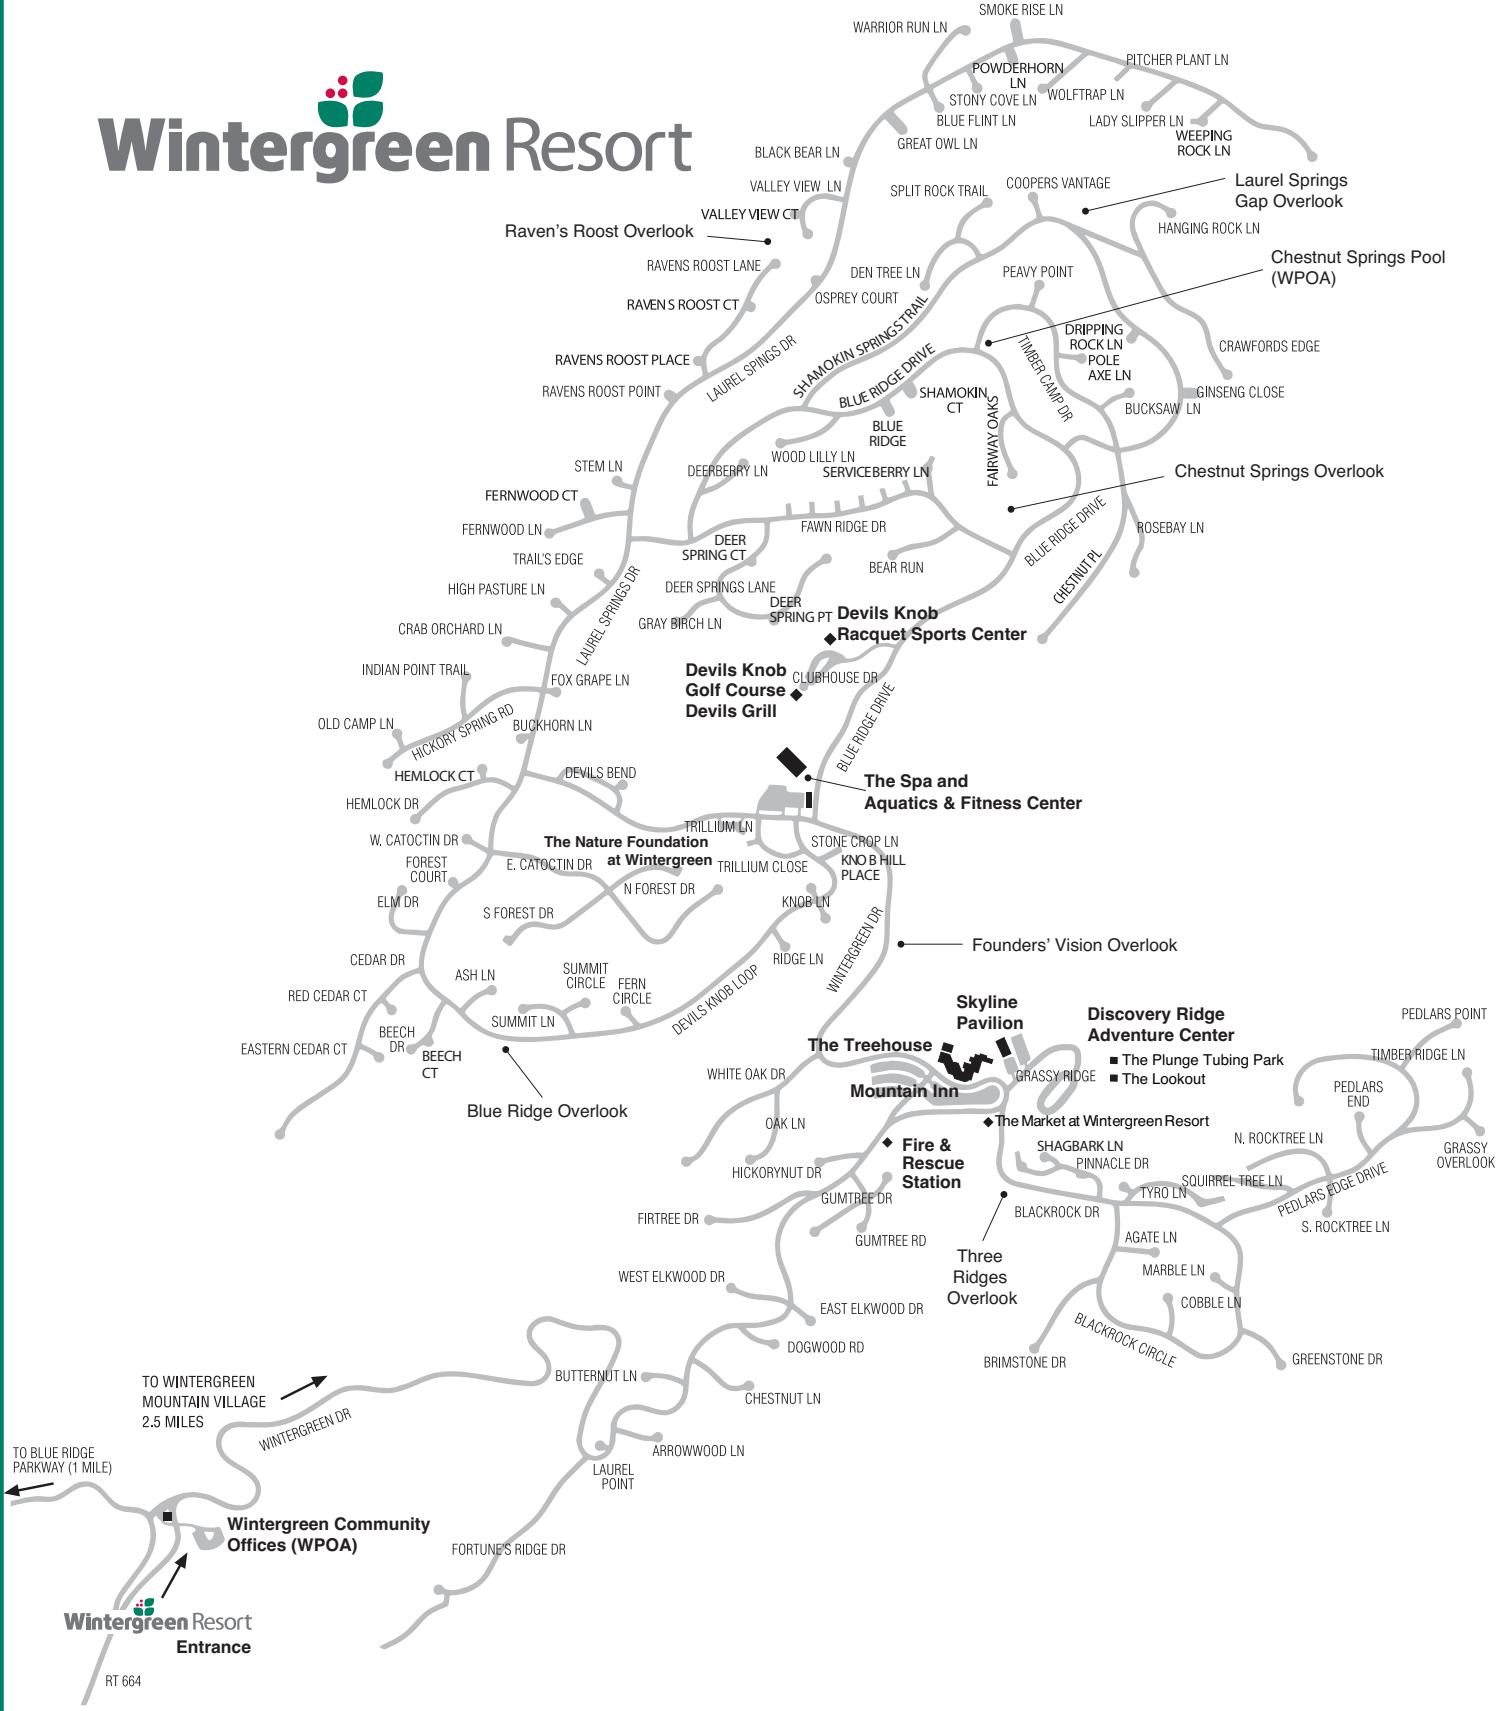 SMOKE RISE LN
WARRIOR RUN LN
PITCHER PLANT LN
POWDERHORN
LN
STONY COVE LN
WOLFTRAP LN
BLUE FLINT LN
LADY SLIPPER LN
WEEPING
ROCK LN
GREAT OWL LN
Wintergreen Resort
BLACK BEAR LN
VALLEY VIEW LN
VALLEY VIEW CT
SPLIT ROCK TRAIL
COOPERS VANTAGE
Laurel Springs
Gap Overlook
Raven's Roost Overlook
HANGING ROCK LN
RAVENS ROOST LANE
DEN TREE LN
PEAVY POINT
Chestnut Springs Pool
(WPOA)
RAVEN S ROOST CT
OSPREY COURT
SHAMOKIN SPRINGS TRAIL
DRIPPING
ROCK LN
POLE
AXE LN
TIMBER CAMP DR
CRAWFORDS EDGE
RAVENS ROOST PLACE
LAUREL SPINGS DR
BLUE RIDGE DRIVE
RAVENS ROOST POINT
SHAMOKIN
CT
GINSENG CLOSE
BUCKSAW LN
BLUE
RIDGE
FAIRWAY OAKS
WOOD LILLY LN
STEM LN
DEERBERRY LN
SERVICEBERRY LN
Chestnut Springs Overlook
FERNWOOD CT
FERNWOOD LN
FAWN RIDGE DR
ROSEBAY LN
DEER
SPRING CT
BLUE RIDGE DRIVE
TRAIL'S EDGE
BEAR RUN
CHESTNUT PL
HIGH PASTURE LN
DEER SPRINGS LANE
LAUREL SPRINGS DR
DEER
SPRING PT
GRAY BIRCH LN
Devils Knob
Racquet Sports Center
CRAB ORCHARD LN
INDIAN POINT TRAIL
FOX GRAPE LN
Devils Knob
Golf Course
Devils Grill
CLUBHOUSE DR
OLD CAMP LN
HICKORY SPRING RD
BUCKHORN LN
BLUE RIDGE DRIVE
HEMLOCK CT
DEVILS BEND
The Spa and
Aquatics & Fitness Center
HEMLOCK DR
TRILLIUM LN
W. CATOCTIN DR
The Nature Foundation
at Wintergreen
STONE CROP LN
KNO B HILL
PLACE
FOREST
COURT
E. CATOCTIN DR
TRILLIUM CLOSE
N FOREST DR
ELM DR
KNOB LN
S FOREST DR
WINTERGREEN DR
Founders' Vision Overlook
CEDAR DR
RIDGE LN
ASH LN
SUMMIT
CIRCLE
FERN
CIRCLE
RED CEDAR CT
DEVILS KNOB LOOP
SUMMIT LN
BEECH
DR
EASTERN CEDAR CT
BEECH
CT
Skyline
Pavilion
Discovery Ridge
Adventure Center
The Plunge Tubing Park
The Lookout
PEDLARS POINT
The Treehouse
TIMBER RIDGE LN
WHITE OAK DR
GRASSY RIDGE
PEDLARS
END
Mountain Inn
Blue Ridge Overlook
OAK LN
The Market at Wintergreen Resort
N. ROCKTREE LN
Fire &
Rescue
Station
SHAGBARK LN
PINNACLE DR
GRASSY
OVERLOOK
HICKORYNUT DR
SQUIRREL TREE LN
TYRO LN
PEDLARS EDGE DRIVE
GUMTREE DR
FIRTREE DR
BLACKROCK DR
S. ROCKTREE LN
GUMTREE RD
AGATE LN
Three
Ridges
Overlook
MARBLE LN
WEST ELKWOOD DR
COBBLE LN
EAST ELKWOOD DR
BLACKROCK CIRCLE
DOGWOOD RD
BRIMSTONE DR
GREENSTONE DR
TO WINTERGREEN
MOUNTAIN VILLAGE
2.5 MILES
BUTTERNUT LN
CHESTNUT LN
WINTERGREEN DR
TO BLUE RIDGE
PARKWAY (1 MILE)
ARROWWOOD LN
LAUREL
POINT
Wintergreen Community
Offices (WPOA)
FORTUNE'S RIDGE DR
Wintergreen Resort
Entrance
RT 664